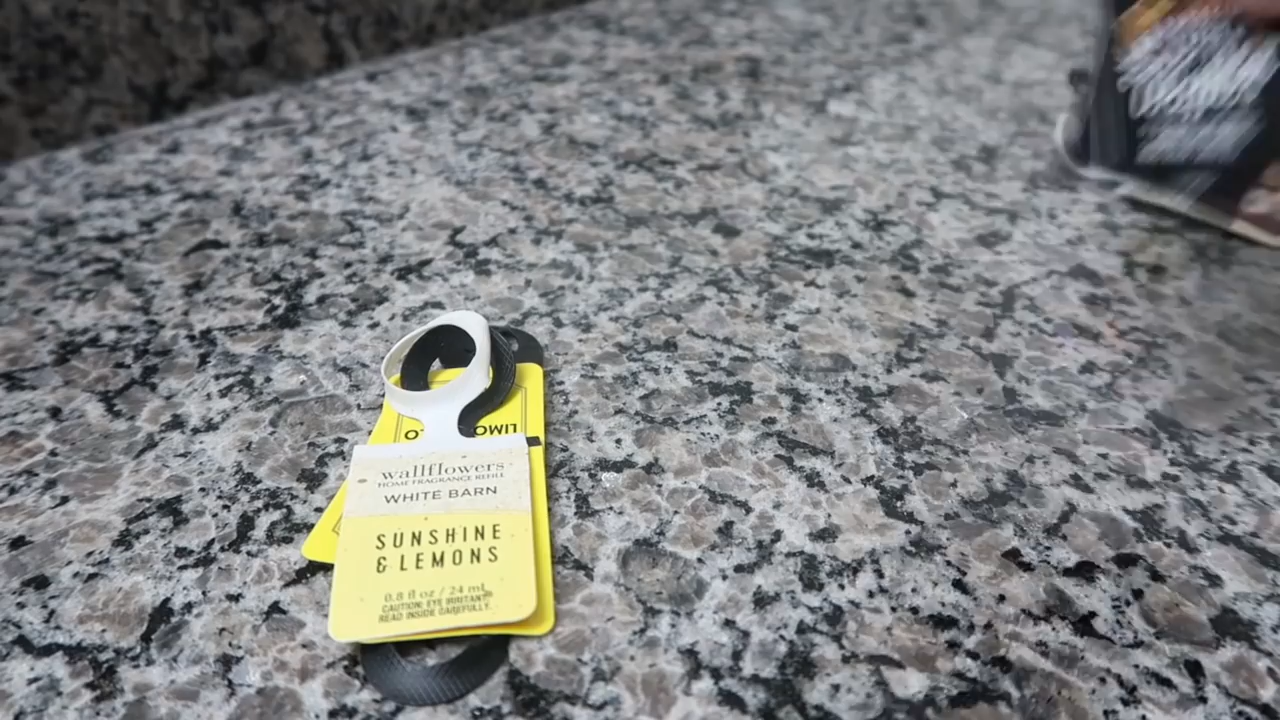 wallflowers
HOME FRAGRANCE REFILL
WHITE BARN
SUNSHINE
& LEMONS
0.8 fl oz / 24 mL
CAUTION: EYE IRRITANT
READ INSIDE CAREFULLY.